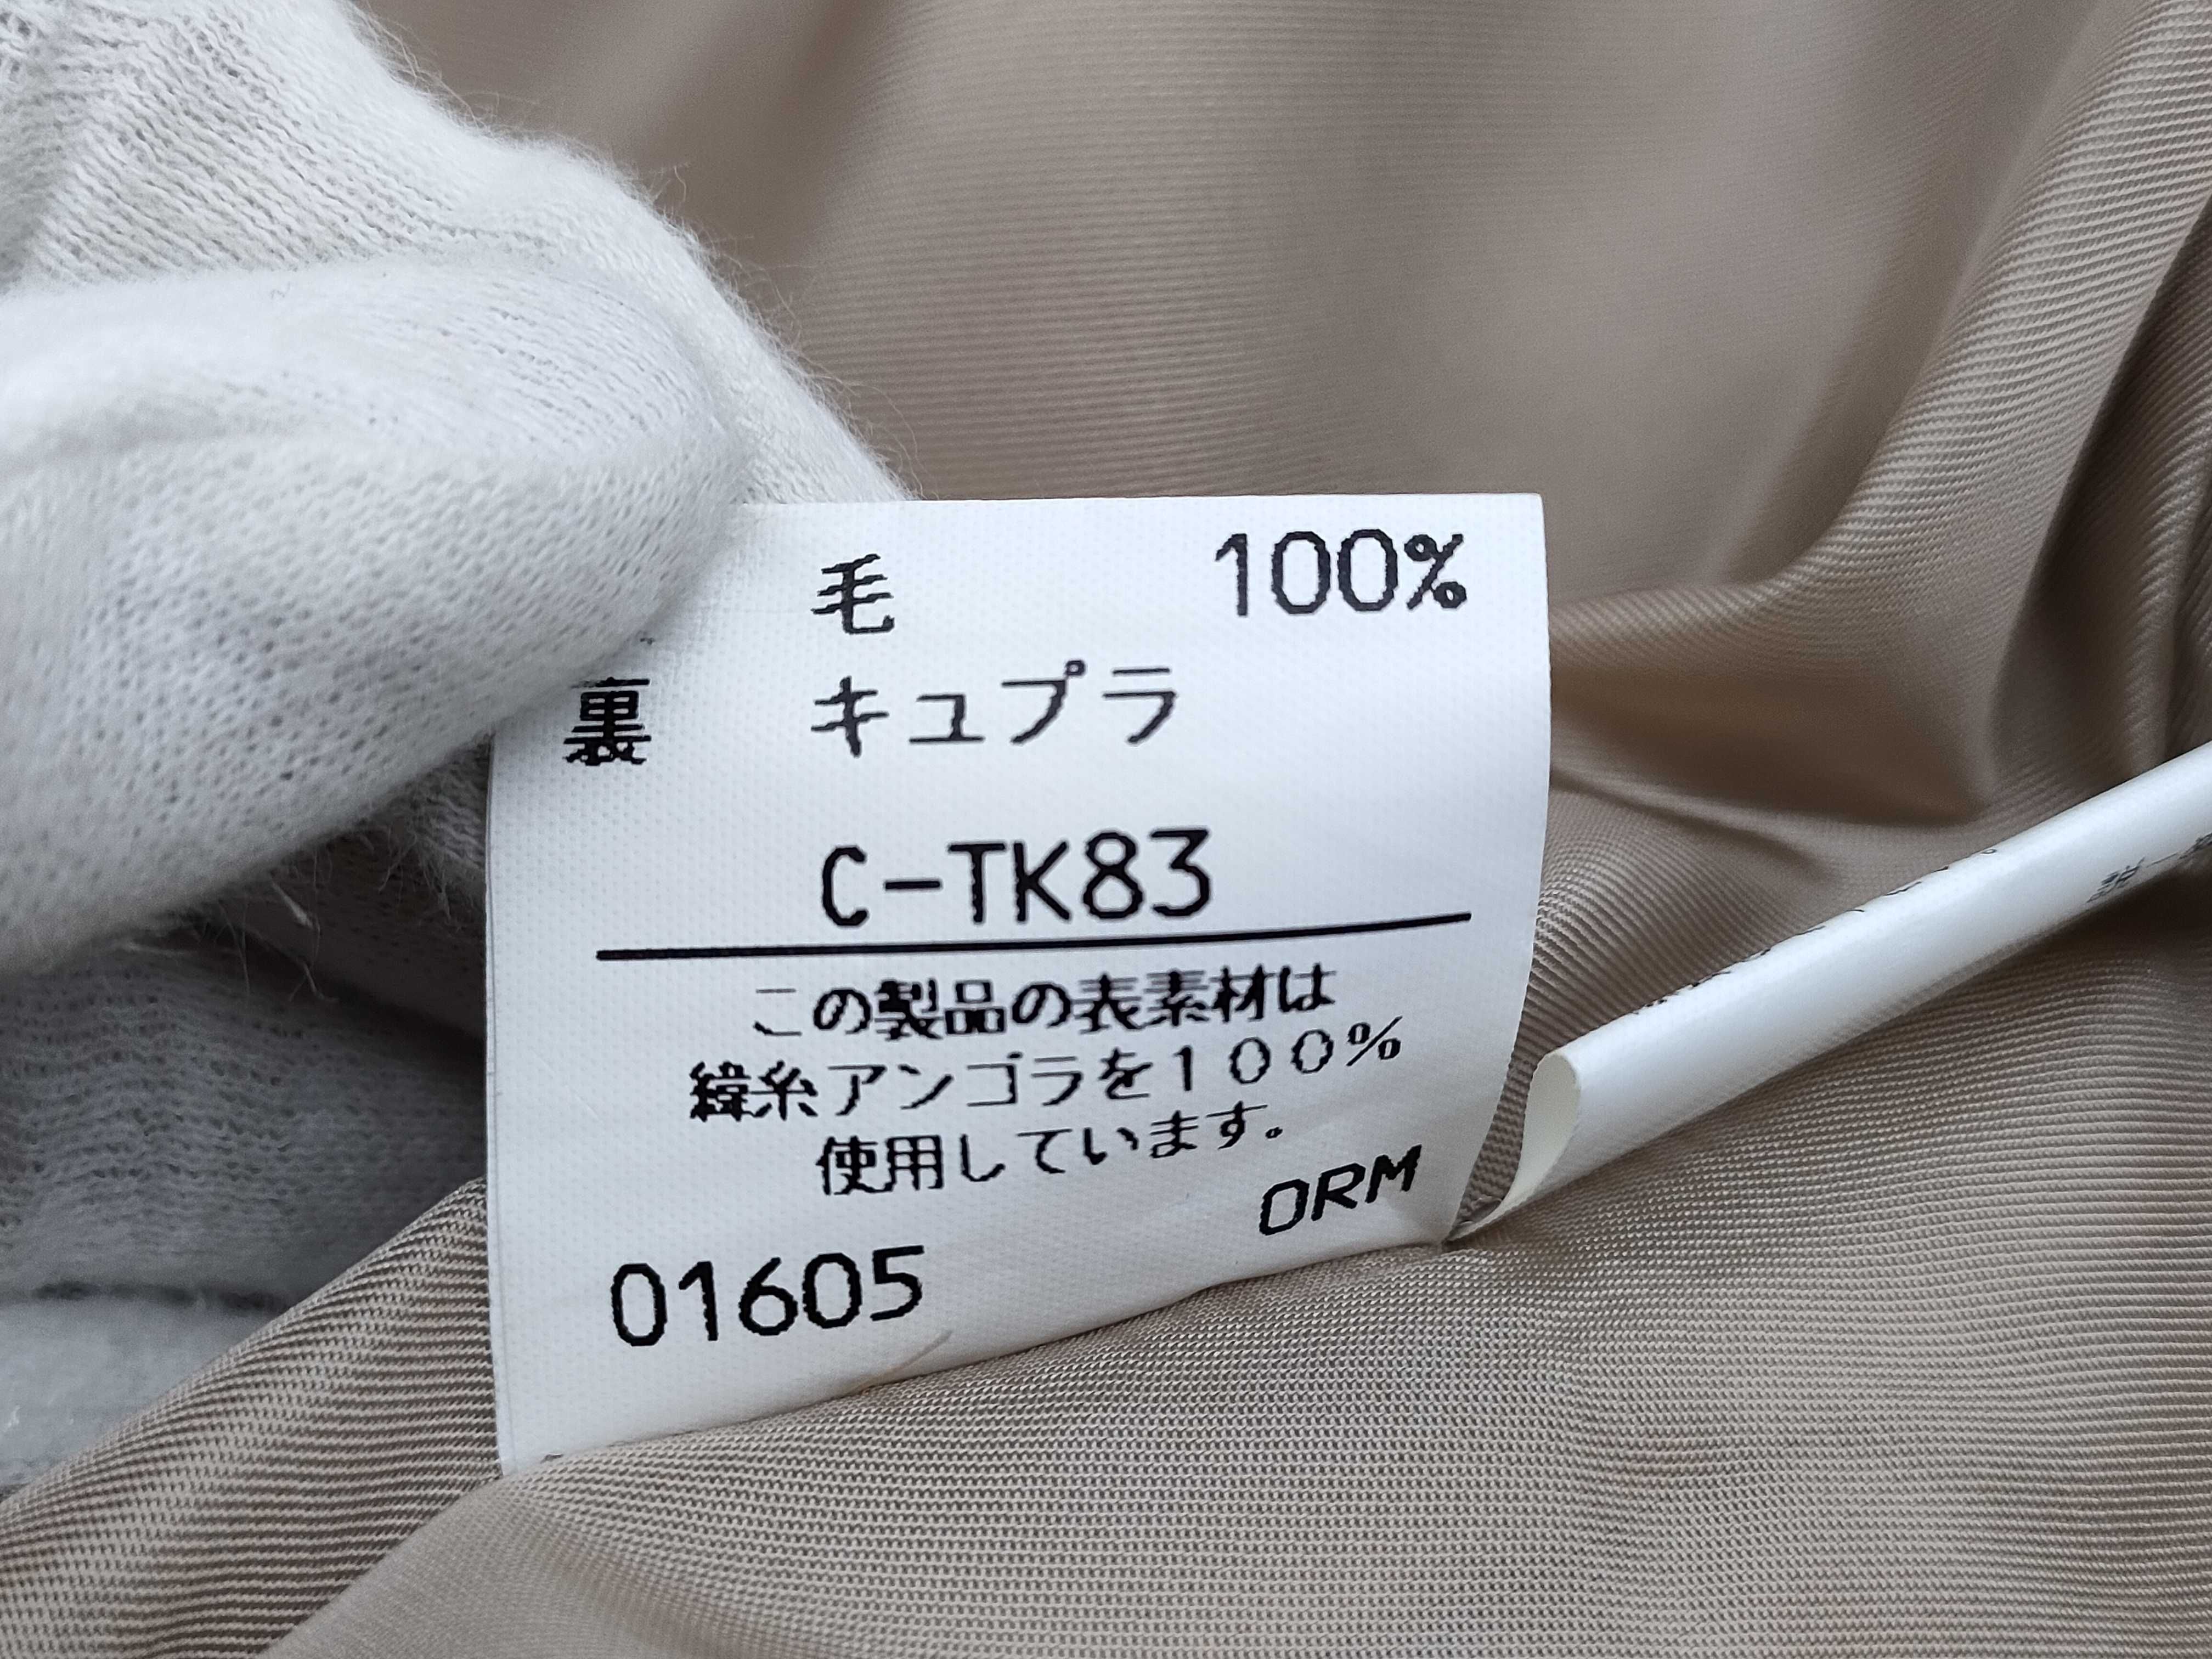 毛 100%
裏 キュプラ
C-TK83
この製品の表素材は
緯糸アンゴラを100%
使用しています。
ORM
01605